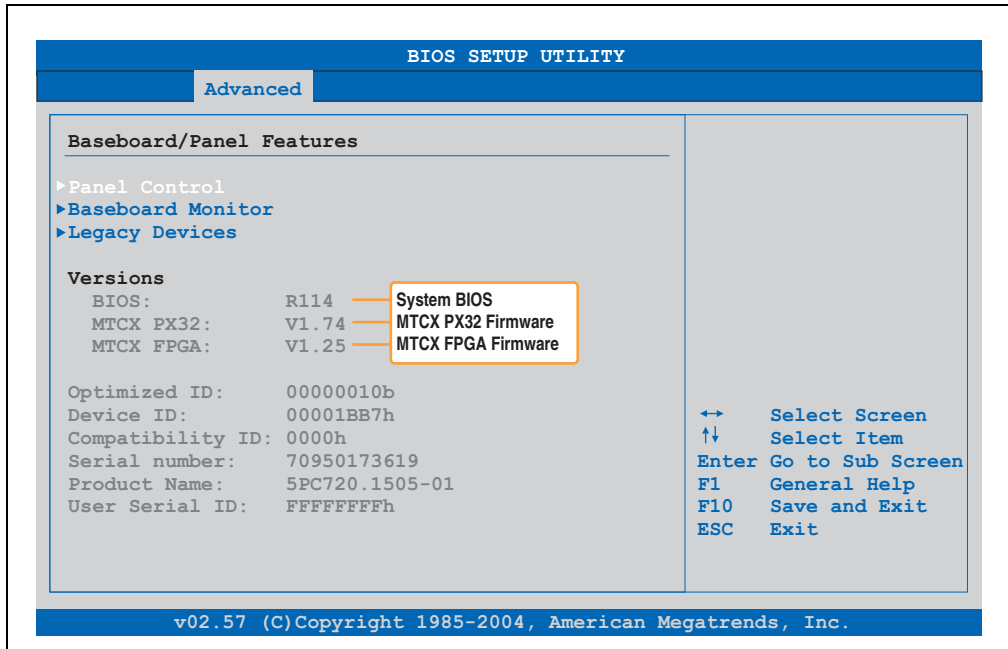 BIOS SETUP UTILITY
Advanced
Baseboard/Panel Features
▶Panel Control
▶Baseboard Monitor
▶Legacy Devices
Versions
BIOS: R114 System BIOS
MTCX PX32: V1.74 MTCX PX32 Firmware
MTCX FPGA: V1.25 MTCX FPGA Firmware
Optimized ID: 00000010b
Device ID: 00001BB7h
Compatibility ID: 0000h
Serial number: 70950173619
Product Name: 5PC720.1505-01
User Serial ID: FFFFFFFFh
↔ Select Screen
↑↓ Select Item
Enter Go to Sub Screen
F1 General Help
F10 Save and Exit
ESC Exit
v02.57 (C)Copyright 1985-2004, American Megatrends, Inc.